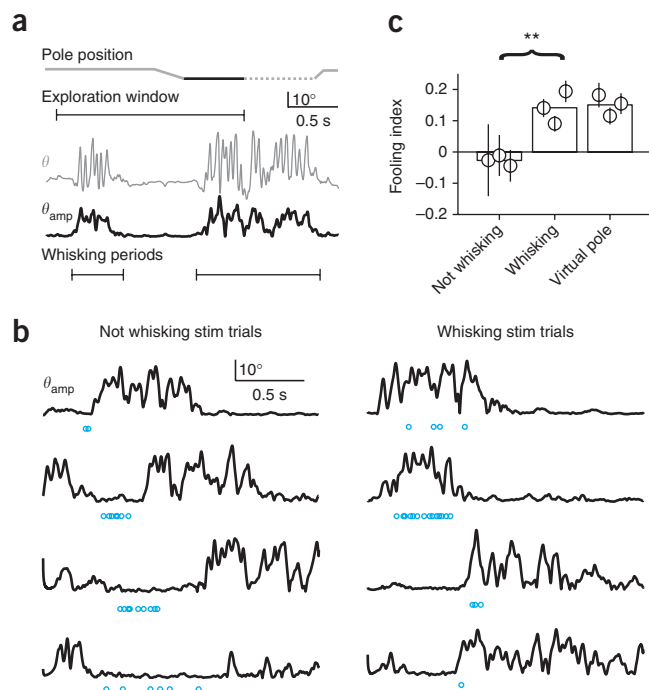 a
Pole position
Exploration window
10°
0.5 s
θ
θamp
Whisking periods
c
**
Fooling index
0.2
0.1
0
−0.1
−0.2
Not whisking
Whisking
Virtual pole
b
Not whisking stim trials
Whisking stim trials
θamp
10°
0.5 s